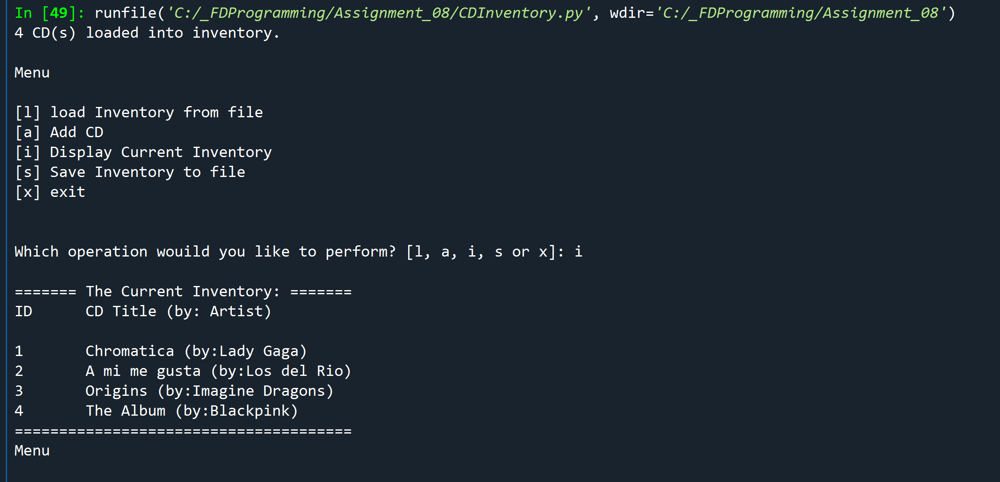 In [49]: runfile('C:/_FDProgramming/Assignment_08/CDInventory.py', wdir='C:/_FDProgramming/Assignment_08')
4 CD(s) loaded into inventory.
Menu
[l] load Inventory from file
[a] Add CD
[i] Display Current Inventory
[s] Save Inventory to file
[x] exit
Which operation wouild you like to perform? [l, a, i, s or x]: i
======= The Current Inventory: =======
ID      CD Title (by: Artist)
1       Chromatica (by:Lady Gaga)
2       A mi me gusta (by:Los del Rio)
3       Origins (by:Imagine Dragons)
4       The Album (by:Blackpink)
======================================
Menu